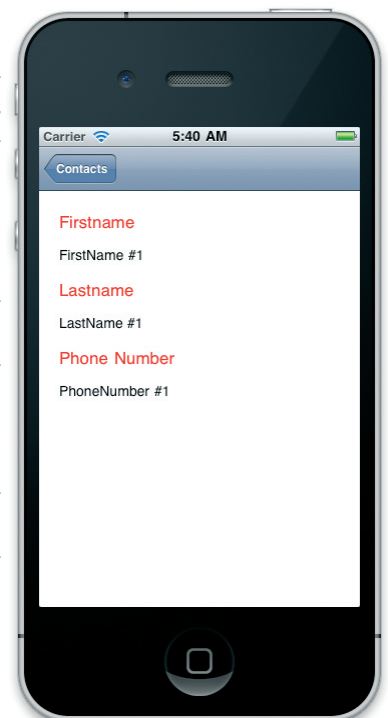 Carrier 5:40 AM
Contacts
Firstname
FirstName #1
Lastname
LastName #1
Phone Number
PhoneNumber #1